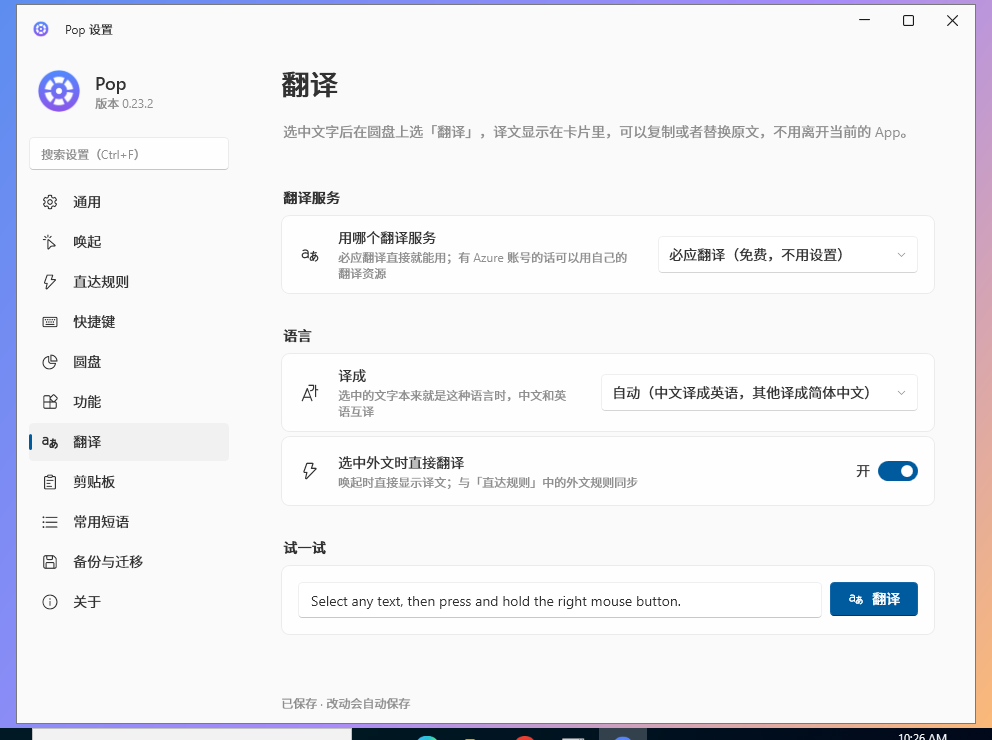 Pop 设置
Pop
版本 0.23.2
搜索设置（Ctrl+F）
通用
唤起
直达规则
快捷键
圆盘
功能
翻译
剪贴板
常用短语
备份与迁移
关于
翻译
选中文字后在圆盘上选「翻译」，译文显示在卡片里，可以复制或者替换原文，不用离开当前的 App。
翻译服务
用哪个翻译服务
必应翻译直接就能用；有 Azure 账号的话可以用自己的
翻译资源
必应翻译（免费，不用设置）
语言
译成
选中的文字本来就是这种语言时，中文和英
语互译
自动（中文译成英语，其他译成简体中文）
选中外文时直接翻译
唤起时直接显示译文；与「直达规则」中的外文规则同步
开
试一试
Select any text, then press and hold the right mouse button.
翻译
已保存 · 改动会自动保存
10:26 AM